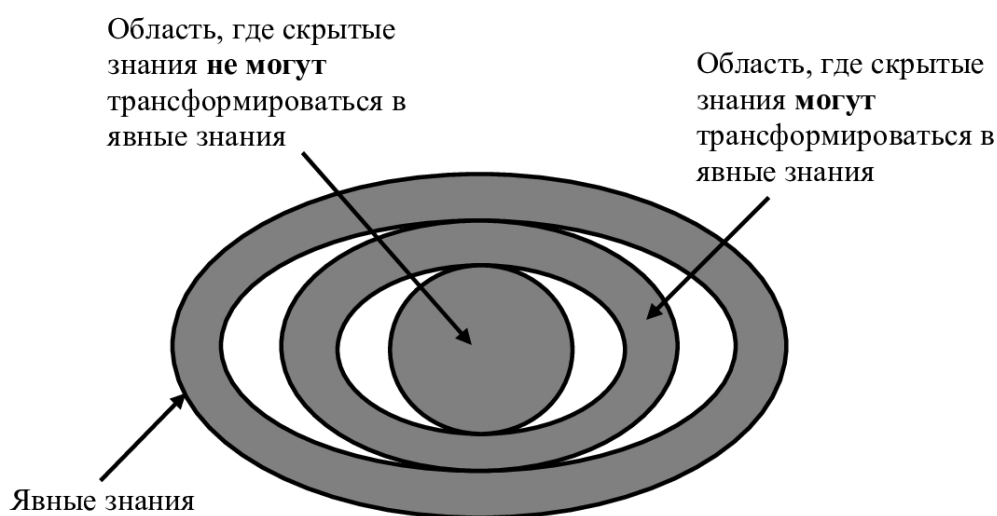 Область, где скрытые
знания не могут
трансформироваться в
явные знания
Область, где скрытые
знания могут
трансформироваться в
явные знания
Явные знания